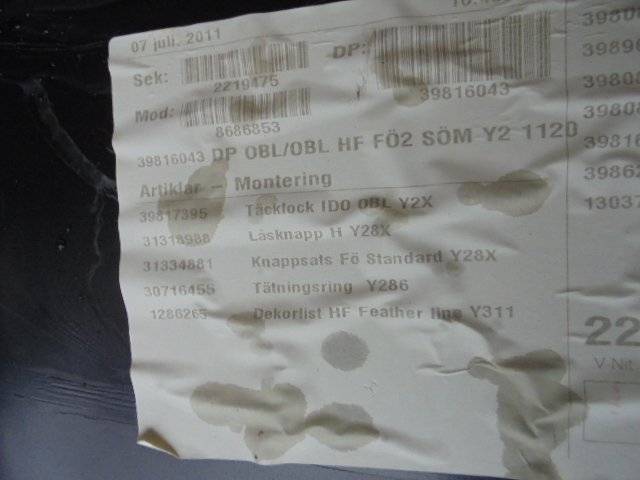 07 juli. 2011
Sek:
2219475
DP:
39816043
Mod:
8686853
39816043 DP OBL/OBL HF FÖ2 SÖM Y2 1120
Artiklar - Montering
39817395 Täcklock IDO OBL Y2X
31318988 Låsknapp H Y28X
31334881 Knappsats Fö Standard Y28X
30716455 Tätningsring Y286
1286265 Dekorlist HF Feather line Y311
22
V-Nit